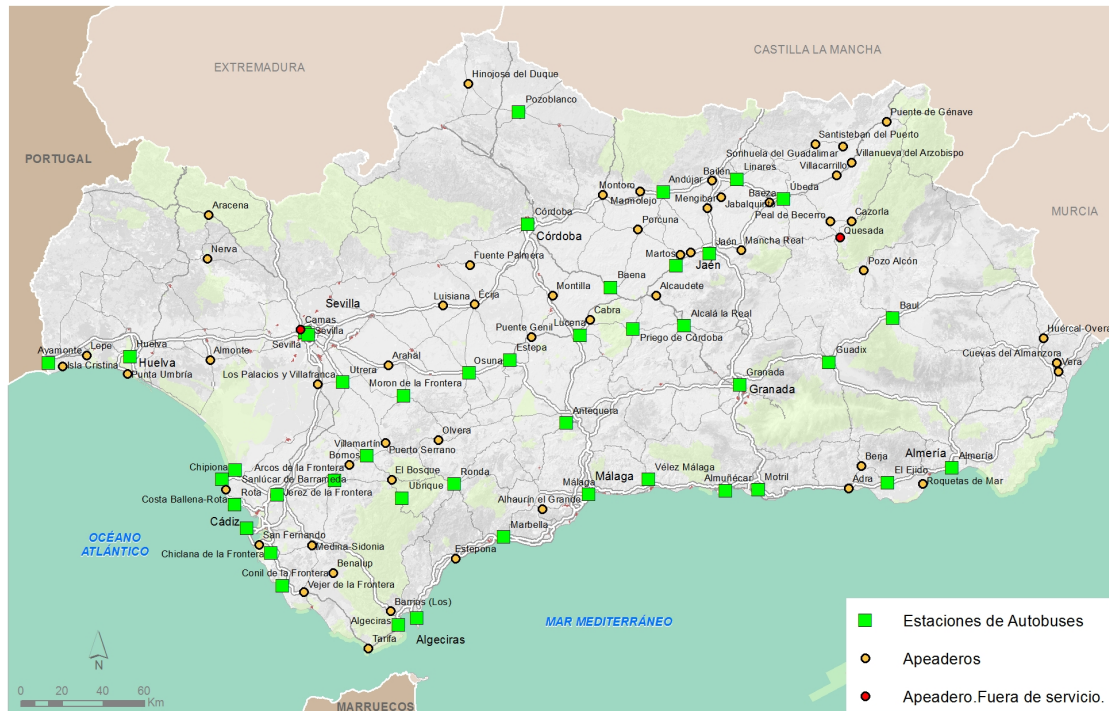 EXTREMADURA
CASTILLA LA MANCHA
PORTUGAL
MURCIA
Hinojosa del Duque
Pozoblanco
Puente de Génave
Santisteban del Puerto
Sorihuela del Guadalimar
Villanueva del Arzobispo
Villacarrillo
Bailén
Linares
Andújar
Montoro
Marmolejo
Mengíbar
Jabalquinto
Baeza
Úbeda
Peal de Becerro
Cazorla
Quesada
Aracena
Córdoba
Córdoba
Porcuna
Nerva
Fuente Palmera
Martos
Jaén
Jaén
Mancha Real
Pozo Alcón
Baena
Alcaudete
Sevilla
Luisiana
Écija
Montilla
Cabra
Baul
Camas
Sevilla
Sevilla
Puente Genil
Lucena
Priego de Córdoba
Alcalá la Real
Huércal-Overa
Ayamonte
Lepe
Huelva
Huelva
Isla Cristina
Punta Umbría
Almonte
Arahál
Osuna
Estepa
Guadix
Cuevas del Almanzora
Vera
Los Palacios y Villafranca
Utrera
Moron de la Frontera
Granada
Granada
Antequera
Olvera
Villamartín
Puerto Serrano
Bornos
Arcos de la Frontera
El Bosque
Ubrique
Ronda
Chipiona
Sanlúcar de Barrameda
Costa Ballena-Rota
Rota
Jerez de la Frontera
Cádiz
Málaga
Málaga
Vélez Málaga
Almuñécar
Motril
Alhaurín el Grande
Berja
Adra
El Ejido
Almería
Almería
Roquetas de Mar
Marbella
Estepona
San Fernando
Medina-Sidonia
Chiclana de la Frontera
Benalup
Conil de la Frontera
Vejer de la Frontera
Barrios (Los)
Algeciras
Algeciras
Tarifa
OCÉANO
ATLÁNTICO
MAR MEDITERRÁNEO
MARRUECOS
N
0 20 40 60
Km
Estaciones de Autobuses
Apeaderos
Apeadero.Fuera de servicio.